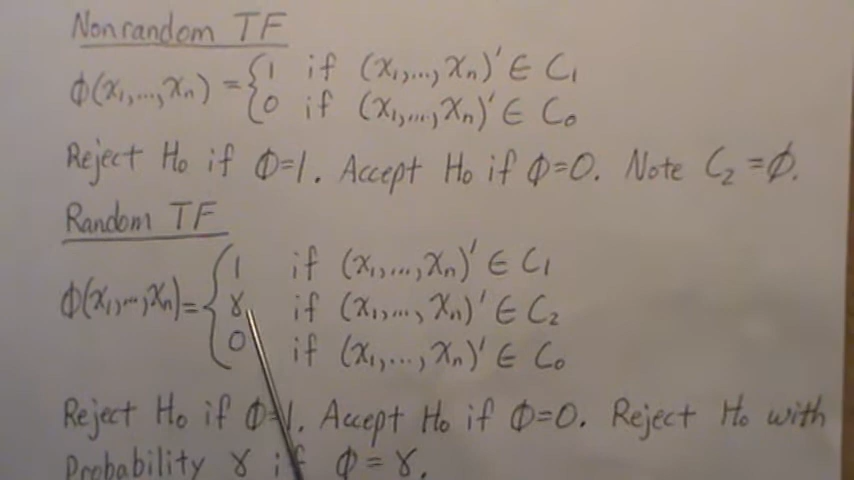 Nonrandom TF
Φ(x₁,...,xₙ) = { 1 if (x₁,...,xₙ)' ∈ C₁
0 if (x₁,...,xₙ)' ∈ C₀
Reject H₀ if Φ=1. Accept H₀ if Φ=0. Note C₂ = ∅.
Random TF
Φ(x₁,...,xₙ) = { 1 if (x₁,...,xₙ)' ∈ C₁
γ if (x₁,...,xₙ)' ∈ C₂
0 if (x₁,...,xₙ)' ∈ C₀
Reject H₀ if Φ=1. Accept H₀ if Φ=0. Reject H₀ with
Probability γ if Φ = γ.